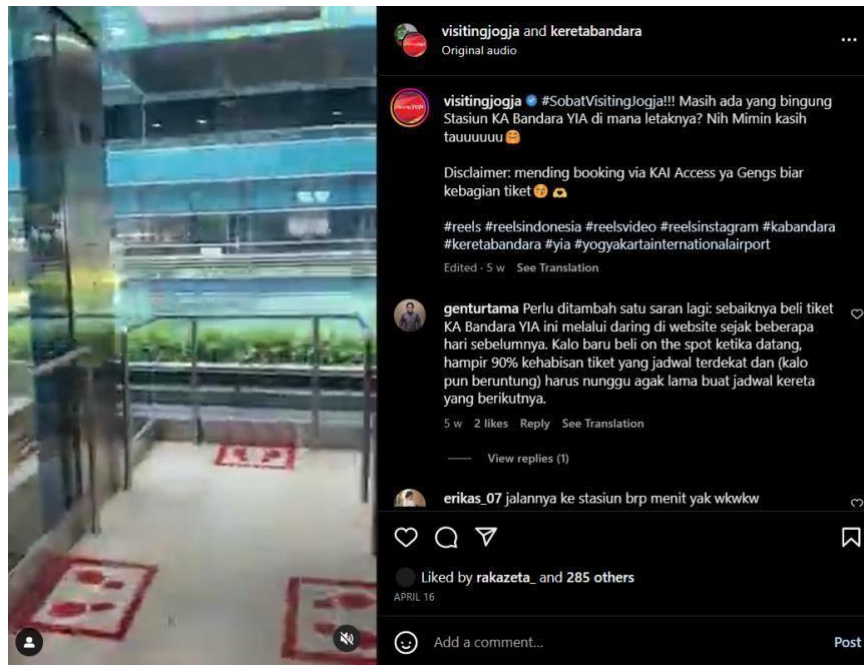 visitingjogja and keretabandara
Original audio
visitingjogja #SobatVisitingJogja!!! Masih ada yang bingung
Stasiun KA Bandara YIA di mana letaknya? Nih Mimin kasih
tauuuuuu🤗
Disclaimer: mending booking via KAI Access ya Gengs biar
kebagian tiket😚🫶
#reels #reelsindonesia #reelsvideo #reelsinstagram #kabandara
#keretabandara #yia #yogyakartainternationalairport
Edited · 5 w See Translation
genturtama Perlu ditambah satu saran lagi: sebaiknya beli tiket
KA Bandara YIA ini melalui daring di website sejak beberapa
hari sebelumnya. Kalo baru beli on the spot ketika datang,
hampir 90% kehabisan tiket yang jadwal terdekat dan (kalo
pun beruntung) harus nunggu agak lama buat jadwal kereta
yang berikutnya.
5 w 2 likes Reply See Translation
View replies (1)
erikas_07 jalannya ke stasiun brp menit yak wkwkw
Liked by rakazeta_ and 285 others
APRIL 16
Add a comment...
Post